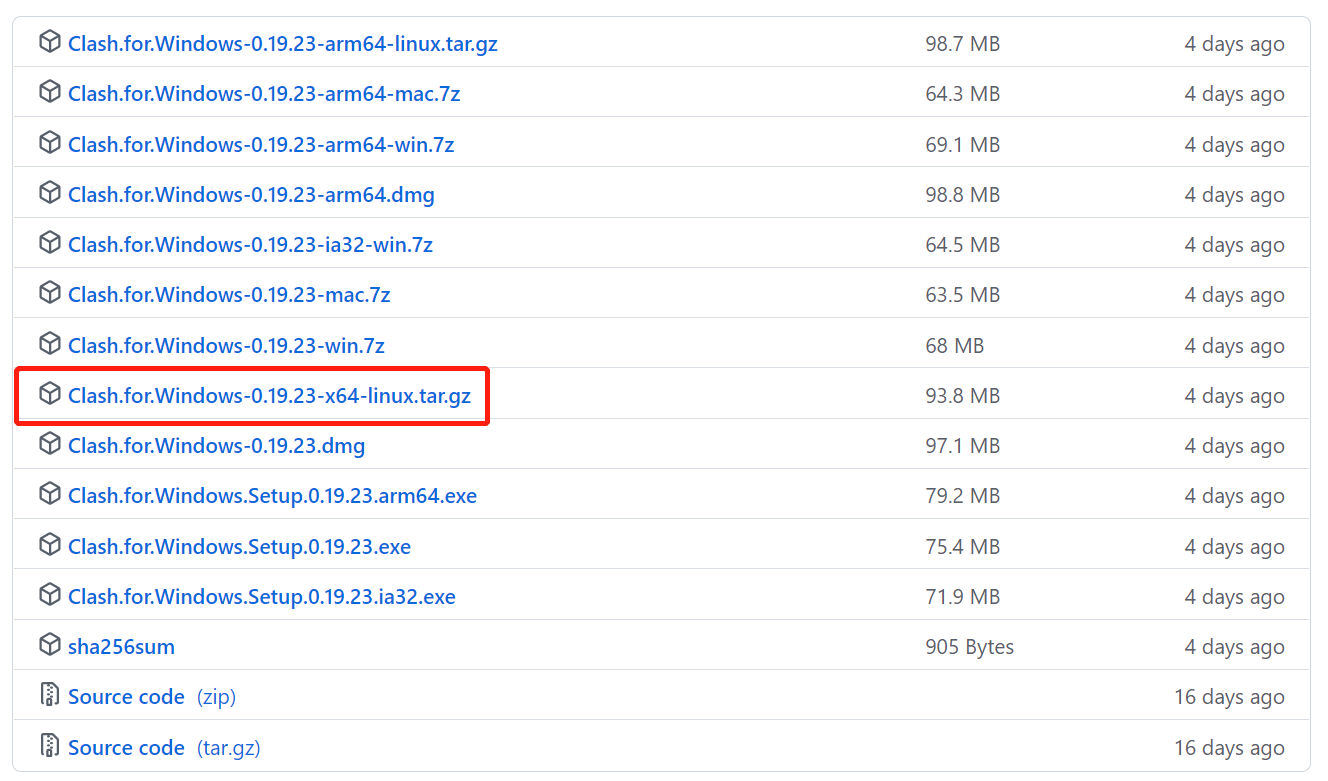 Clash.for.Windows-0.19.23-arm64-linux.tar.gz 98.7 MB 4 days ago
Clash.for.Windows-0.19.23-arm64-mac.7z 64.3 MB 4 days ago
Clash.for.Windows-0.19.23-arm64-win.7z 69.1 MB 4 days ago
Clash.for.Windows-0.19.23-arm64.dmg 98.8 MB 4 days ago
Clash.for.Windows-0.19.23-ia32-win.7z 64.5 MB 4 days ago
Clash.for.Windows-0.19.23-mac.7z 63.5 MB 4 days ago
Clash.for.Windows-0.19.23-win.7z 68 MB 4 days ago
Clash.for.Windows-0.19.23-x64-linux.tar.gz 93.8 MB 4 days ago
Clash.for.Windows-0.19.23.dmg 97.1 MB 4 days ago
Clash.for.Windows.Setup.0.19.23.arm64.exe 79.2 MB 4 days ago
Clash.for.Windows.Setup.0.19.23.exe 75.4 MB 4 days ago
Clash.for.Windows.Setup.0.19.23.ia32.exe 71.9 MB 4 days ago
sha256sum 905 Bytes 4 days ago
Source code (zip) 16 days ago
Source code (tar.gz) 16 days ago